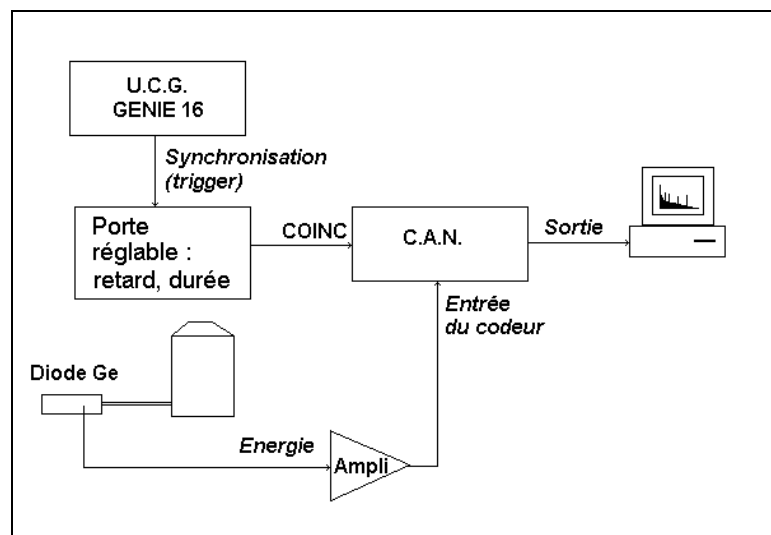 U.C.G.
GENIE 16
Synchronisation
(trigger)
Porte
réglable :
retard, durée
COINC
C.A.N.
Sortie
Entrée
du codeur
Diode Ge
Energie
Ampli